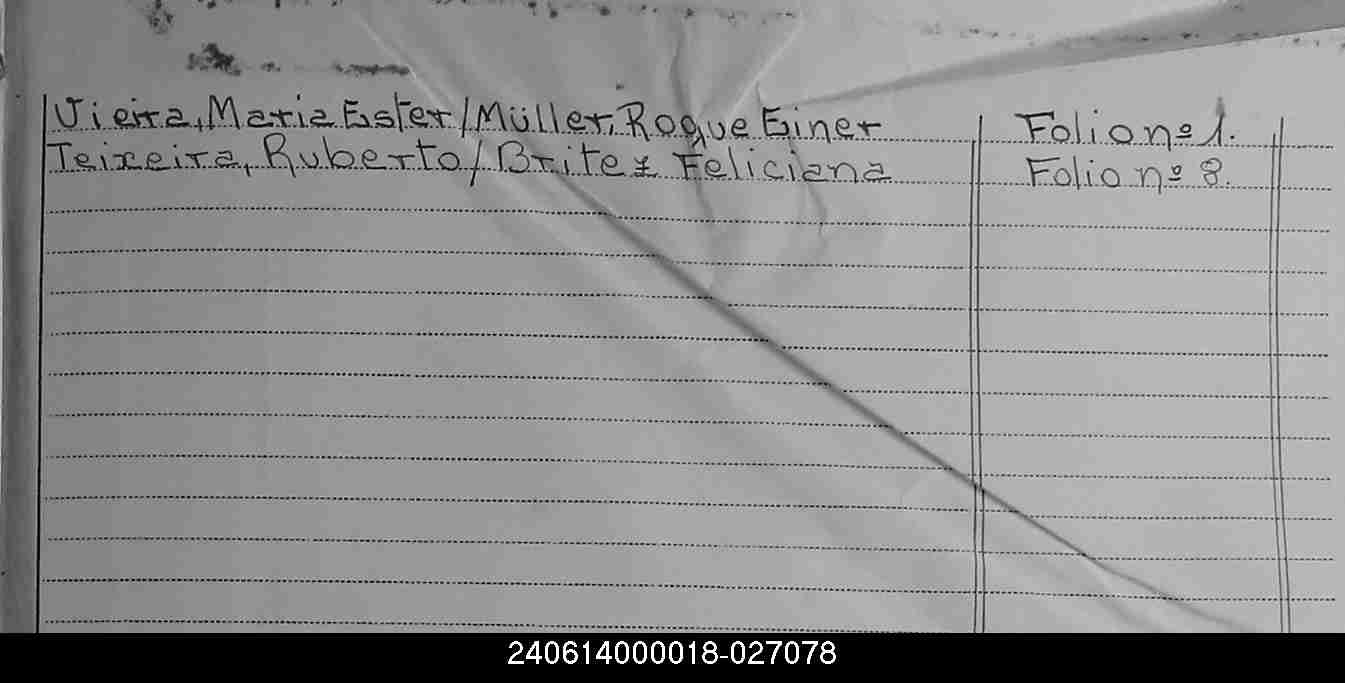 Vieira, Maria Ester / Müller, Roque Einer Folio nº 1.
Teixeira, Ruberto / Britez Feliciana Folio nº 8.
240614000018-027078